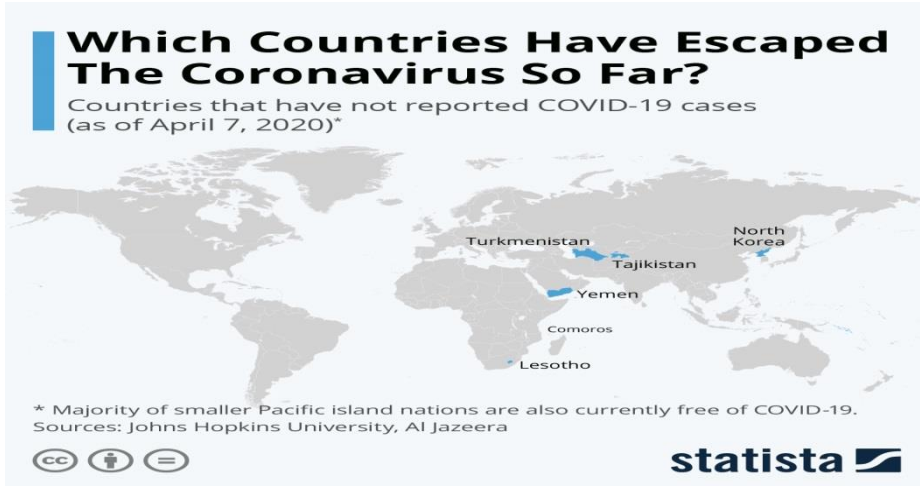 Which Countries Have Escaped
The Coronavirus So Far?
Countries that have not reported COVID-19 cases
(as of April 7, 2020)*
North
Korea
Turkmenistan
Tajikistan
Yemen
Comoros
Lesotho
* Majority of smaller Pacific island nations are also currently free of COVID-19.
Sources: Johns Hopkins University, Al Jazeera
cc
statista